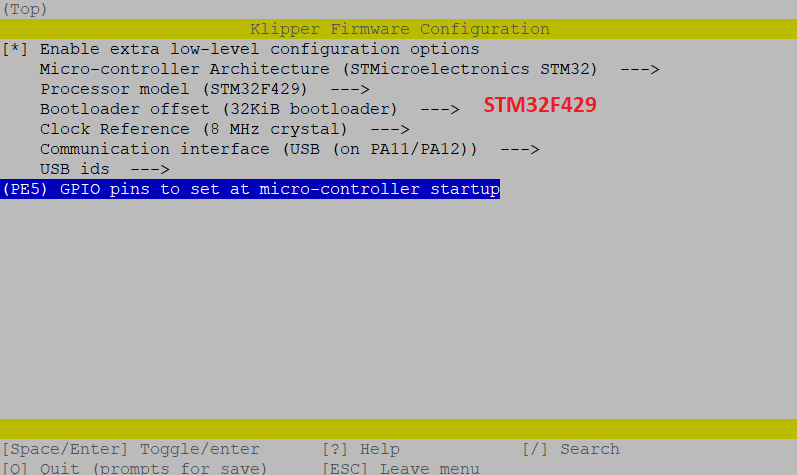 (Top)
Klipper Firmware Configuration
[*] Enable extra low-level configuration options
Micro-controller Architecture (STMicroelectronics STM32) --->
Processor model (STM32F429) --->
Bootloader offset (32KiB bootloader) ---> STM32F429
Clock Reference (8 MHz crystal) --->
Communication interface (USB (on PA11/PA12)) --->
USB ids --->
(PE5) GPIO pins to set at micro-controller startup
[Space/Enter] Toggle/enter [?] Help [/] Search
[Q] Quit (prompts for save) [ESC] Leave menu